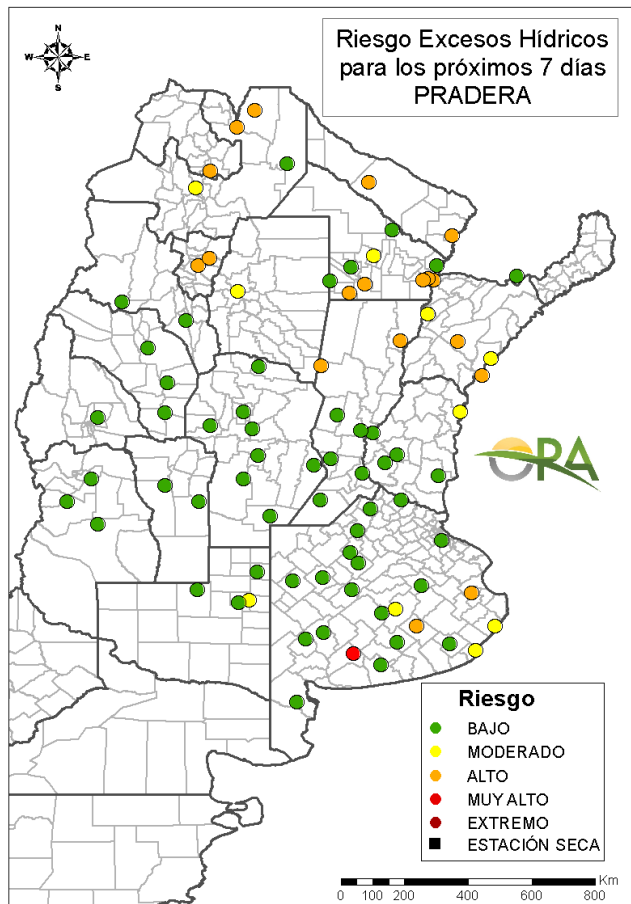 Riesgo Excesos Hídricos
para los próximos 7 días
PRADERA
N
W E
S
OPA
Riesgo
BAJO
MODERADO
ALTO
MUY ALTO
EXTREMO
ESTACIÓN SECA
Km
0 100 200 400 600 800